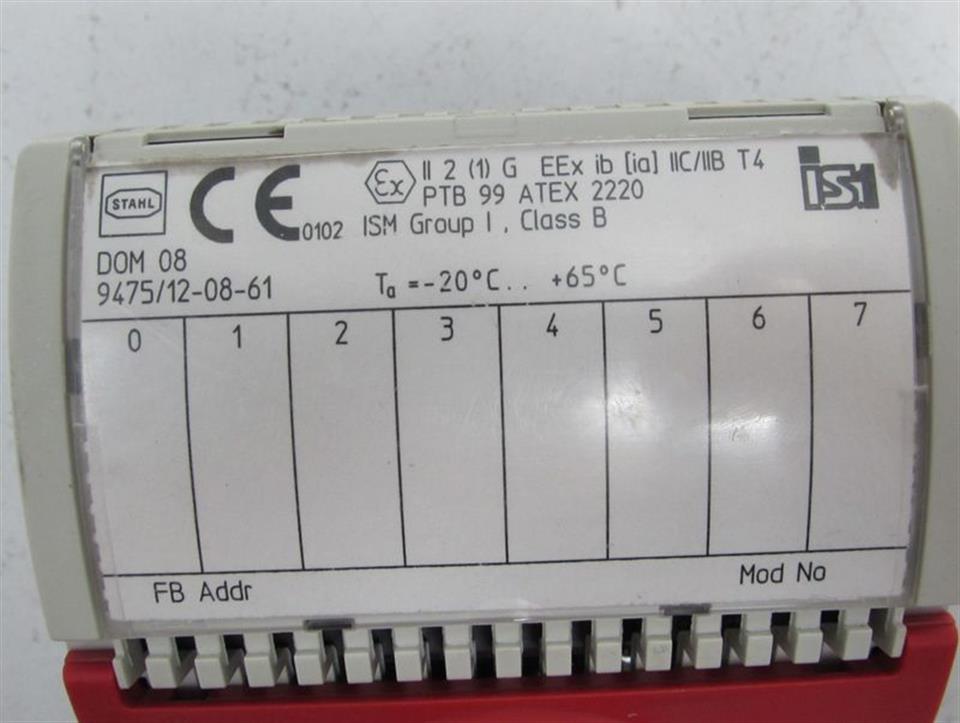 STAHL
CE 0102
Ex II 2 (1) G EEx ib [ia] IIC/IIB T4
PTB 99 ATEX 2220
ISM Group I , Class B
is1
DOM 08
9475/12-08-61 Ta =-20°C.. +65°C
0 1 2 3 4 5 6 7
FB Addr Mod No